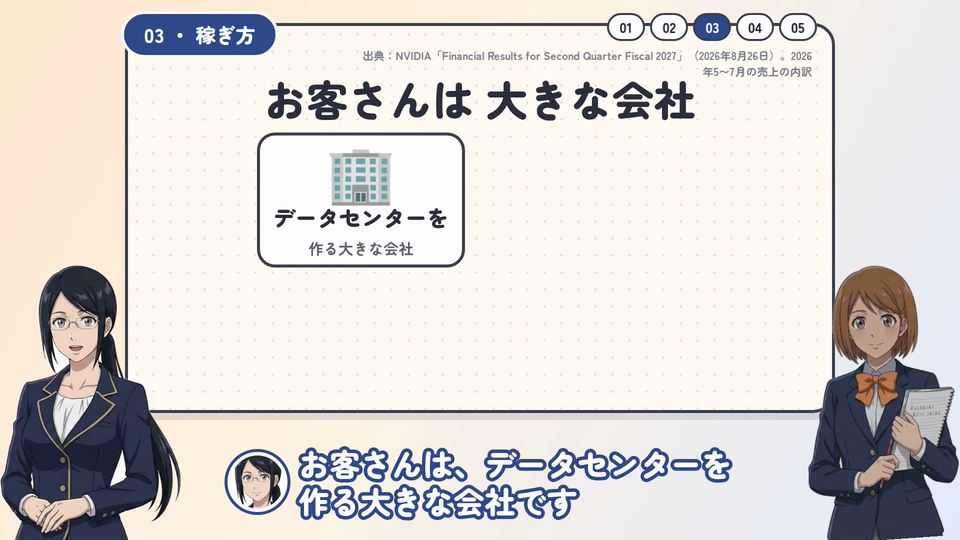 03 ・ 稼ぎ方
01 02 03 04 05
出典：NVIDIA「Financial Results for Second Quarter Fiscal 2027」（2026年8月26日）。2026
年5〜7月の売上の内訳
お客さんは 大きな会社
データセンターを
作る大きな会社
お客さんは、データセンターを
作る大きな会社です